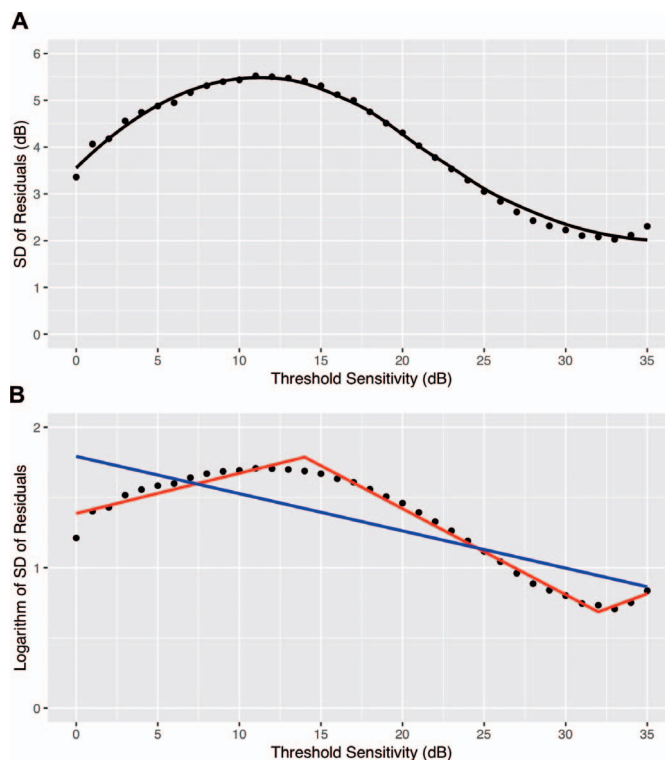 A
6
5
4
3
2
1
0
SD of Residuals (dB)
0 5 10 15 20 25 30 35
Threshold Sensitivity (dB)
B
2
1
0
Logarithm of SD of Residuals
0 5 10 15 20 25 30 35
Threshold Sensitivity (dB)